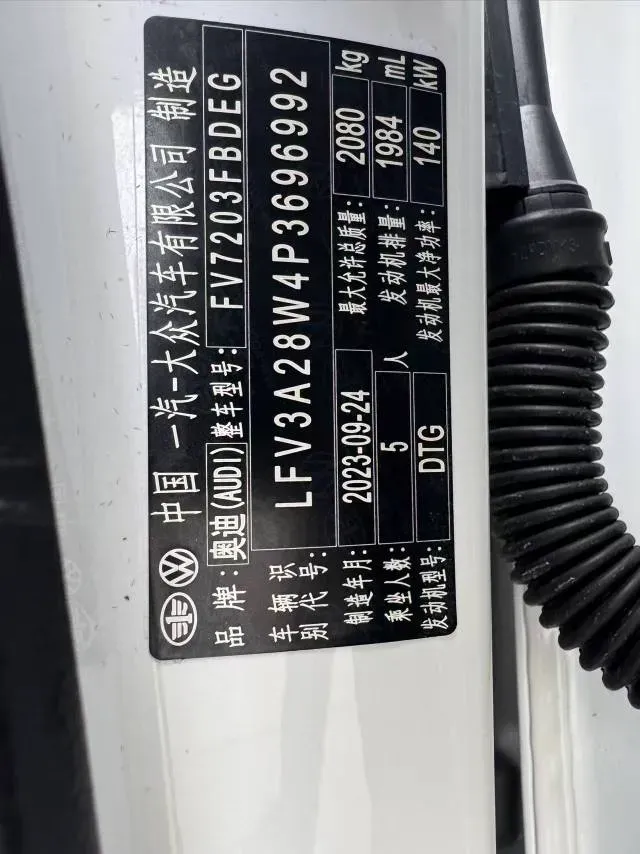 中国 一汽-大众汽车有限公司 制造
品牌: 奥迪(AUDI) 整车型号: FV7203FBDEG
车辆识别代号: LFV3A28W4P3696992
制造年月: 2023-09-24 最大允许总质量: 2080 kg
乘坐人数: 5 人 发动机排量: 1984 mL
发动机型号: DTG 发动机最大净功率: 140 kW